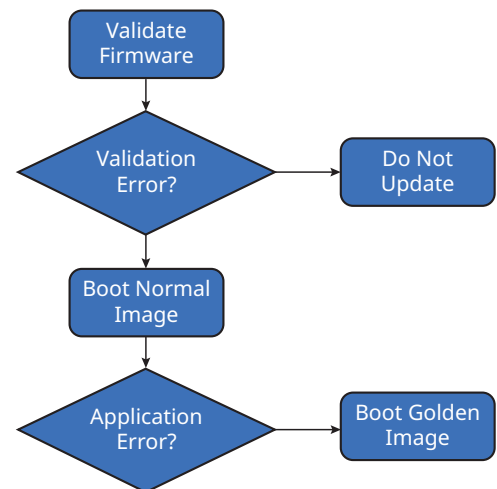 Validate
Firmware
Validation
Error?
Do Not
Update
Boot Normal
Image
Application
Error?
Boot Golden
Image